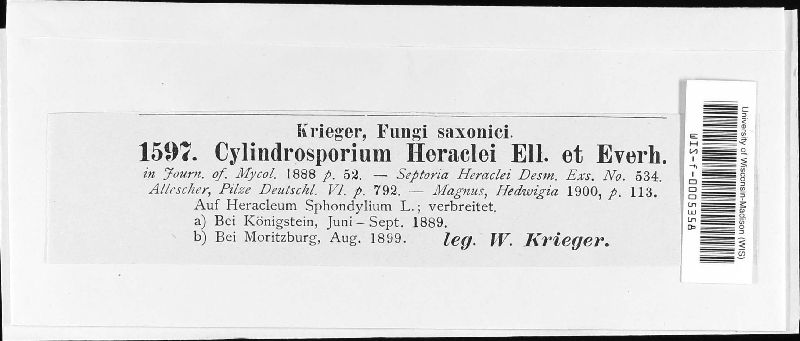 Krieger, Fungi saxonici.
1597. Cylindrosporium Heraclei Ell. et Everh.
in Journ. of. Mycol. 1888 p. 52. — Septoria Heraclei Desm. Exs. No. 534.
Allescher, Pilze Deutschl. VI. p. 792. — Magnus, Hedwigia 1900, p. 113.
Auf Heracleum Sphondylium L.; verbreitet.
a) Bei Königstein, Juni – Sept. 1889.
b) Bei Moritzburg, Aug. 1899. leg. W. Krieger.
University of Wisconsin-Madison (WIS)
WIS-f-0005358